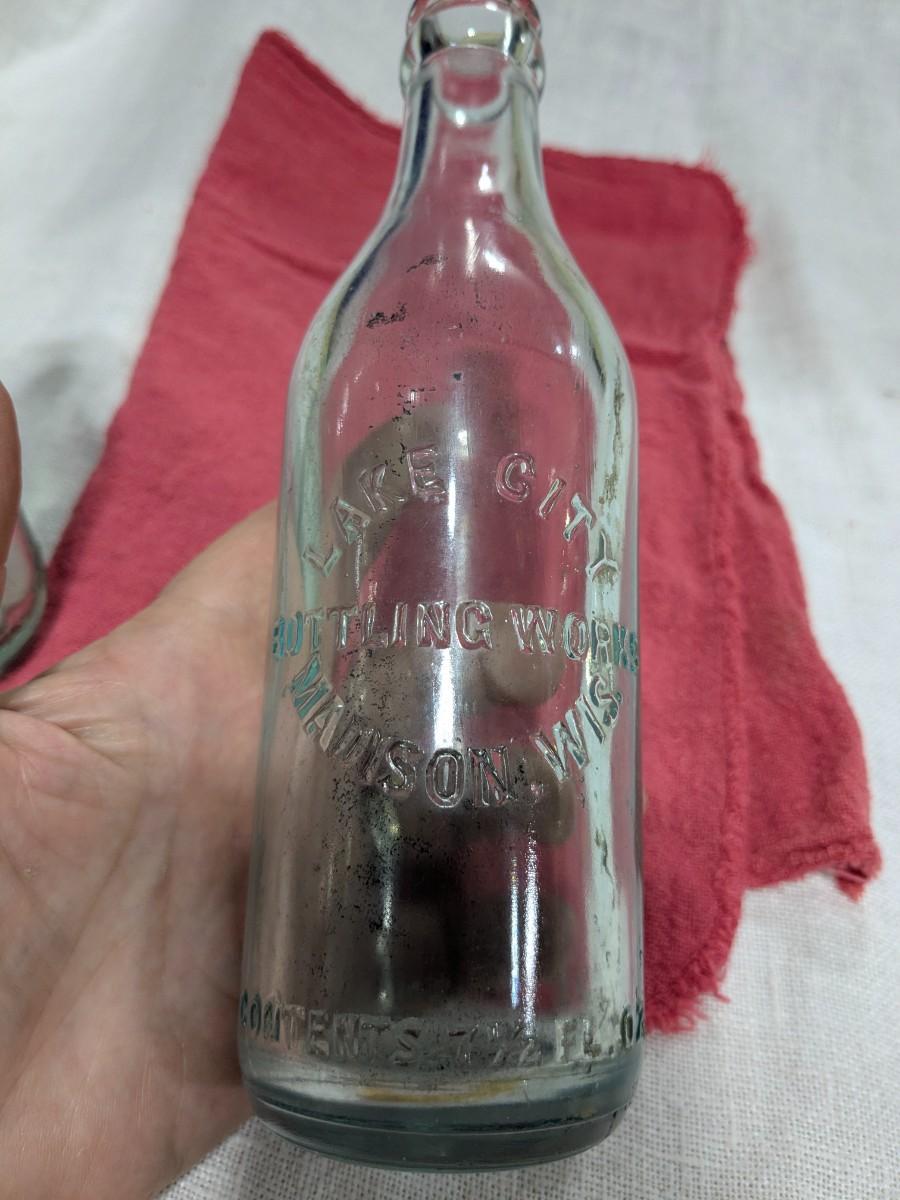 LAKE CITY
BOTTLING WORKS
MADISON, WIS.
CONTENTS 7½ FL. OZ